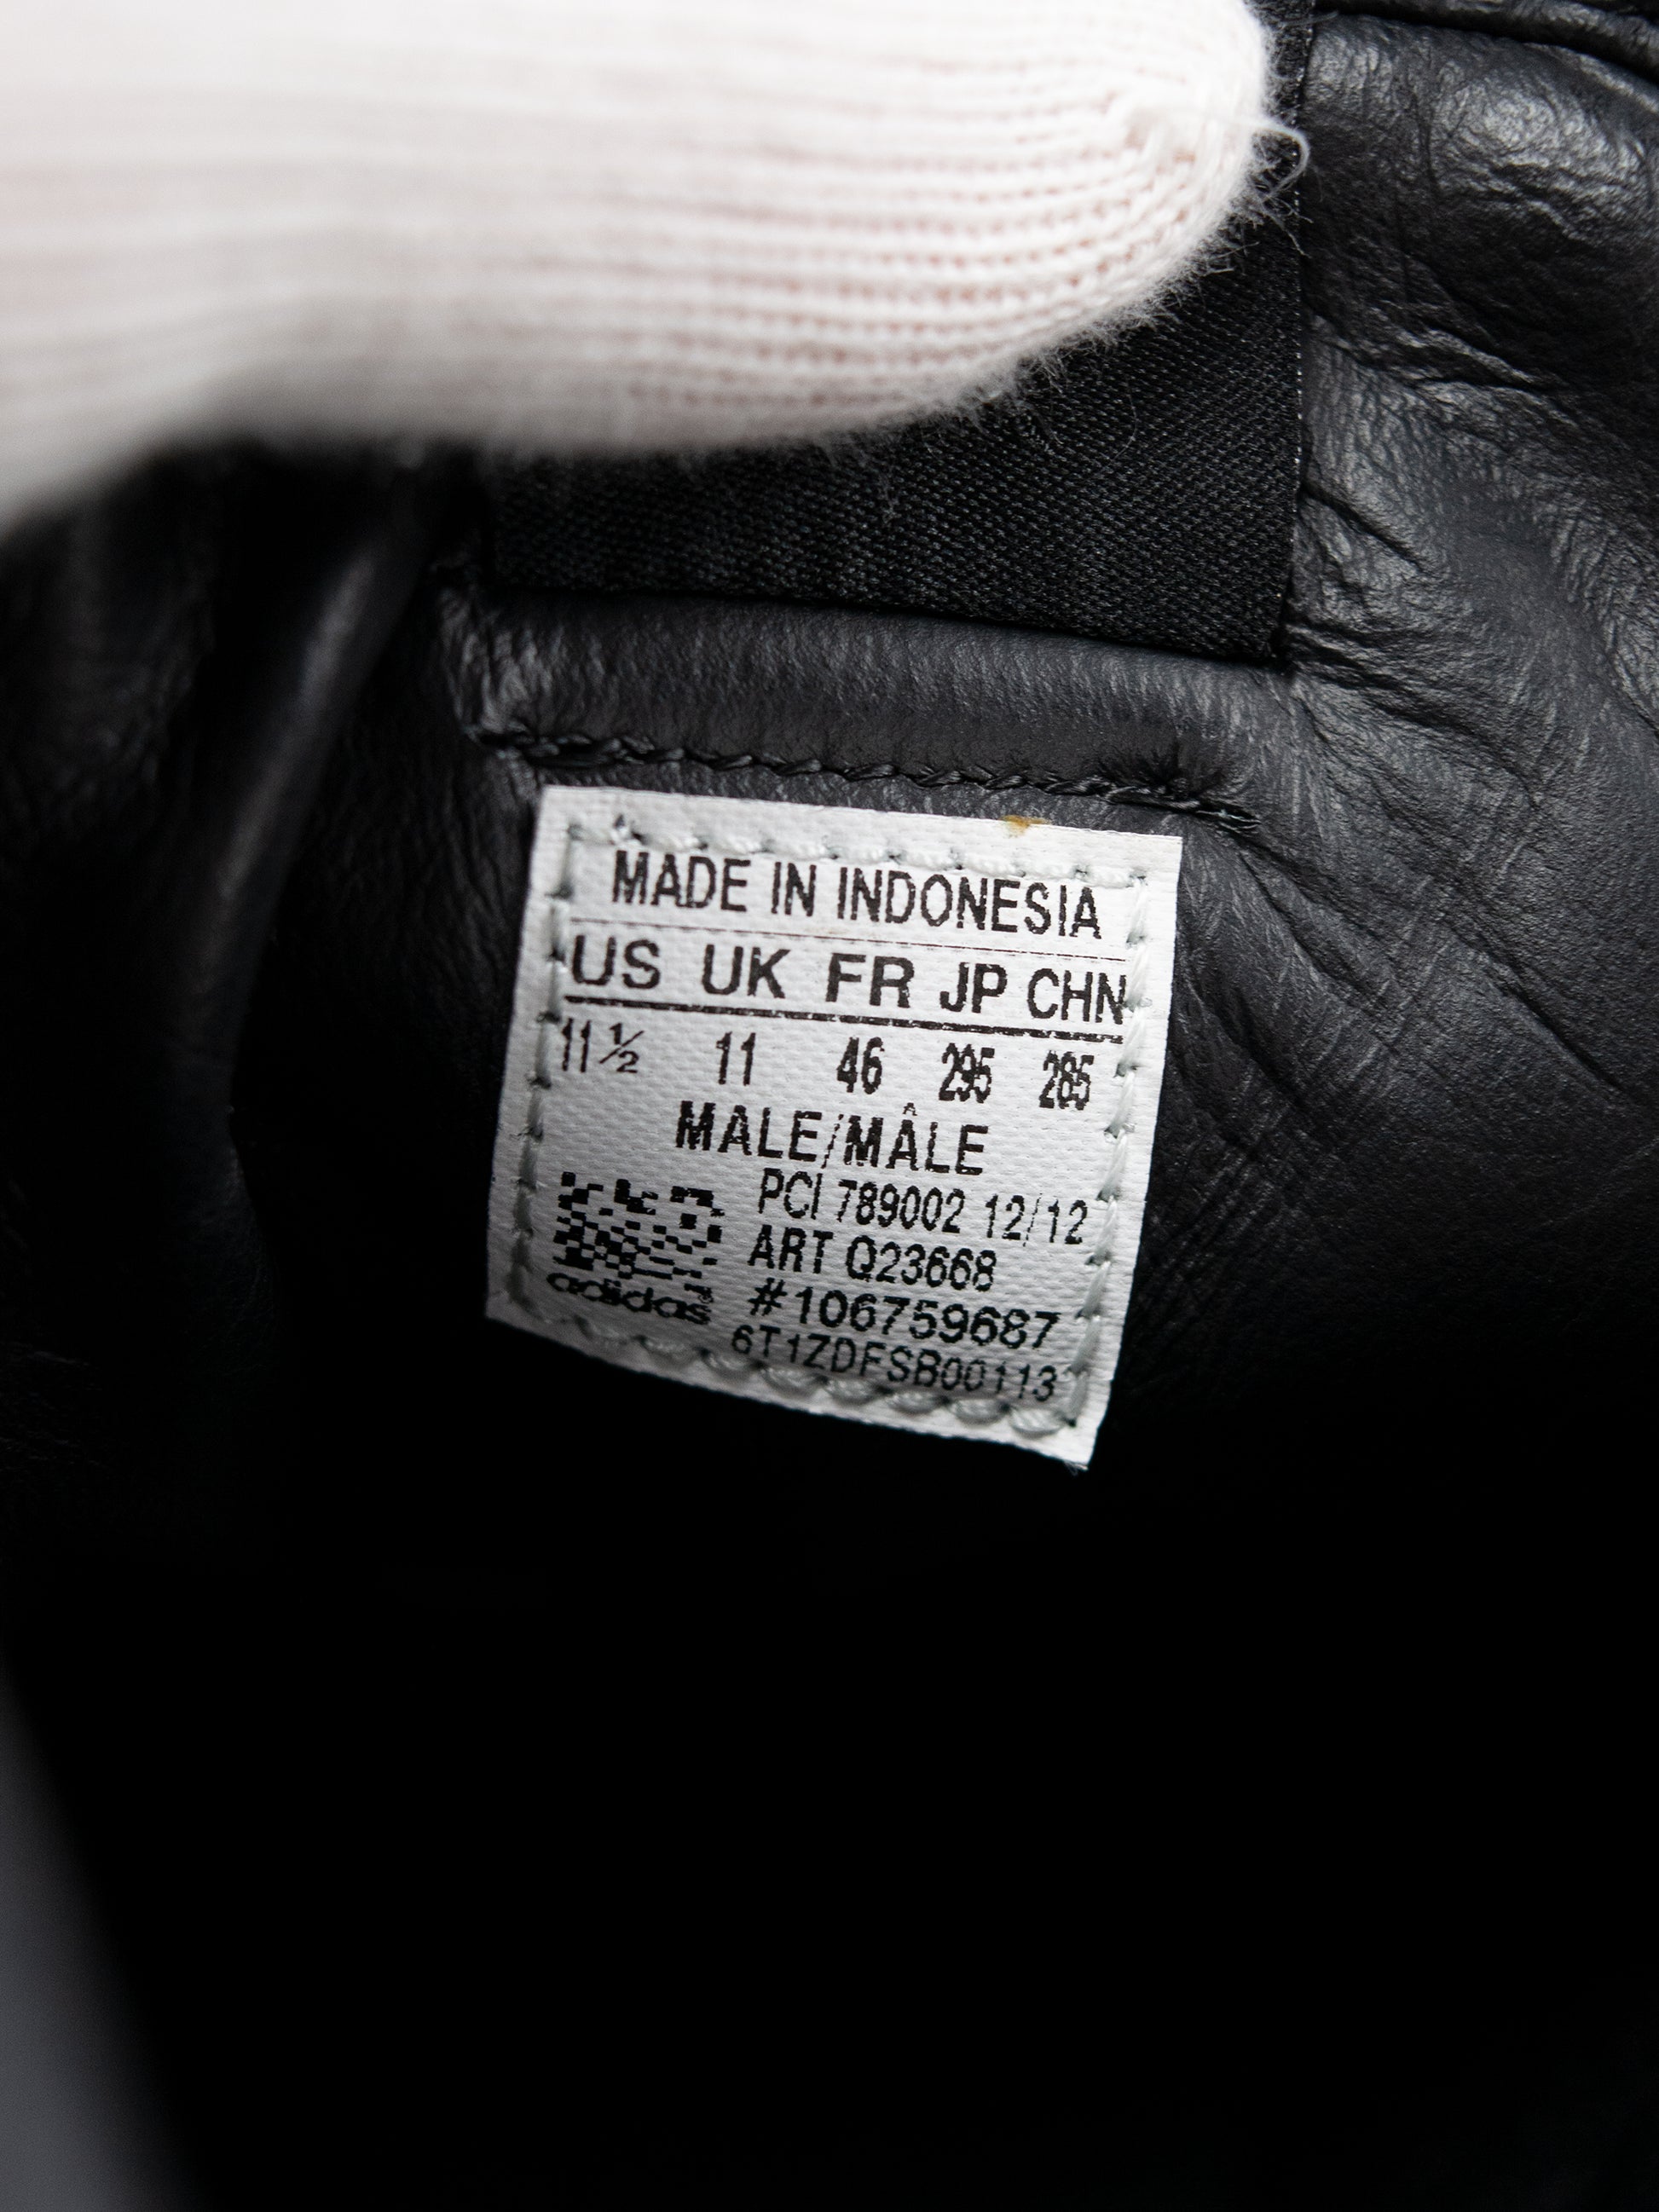 MADE IN INDONESIA
US UK FR JP CHN
11½ 11 46 295 285
MALE/MÂLE
PCI 789002 12/12
ART Q23668
#106759687
adidas
6T1ZDFSB00113